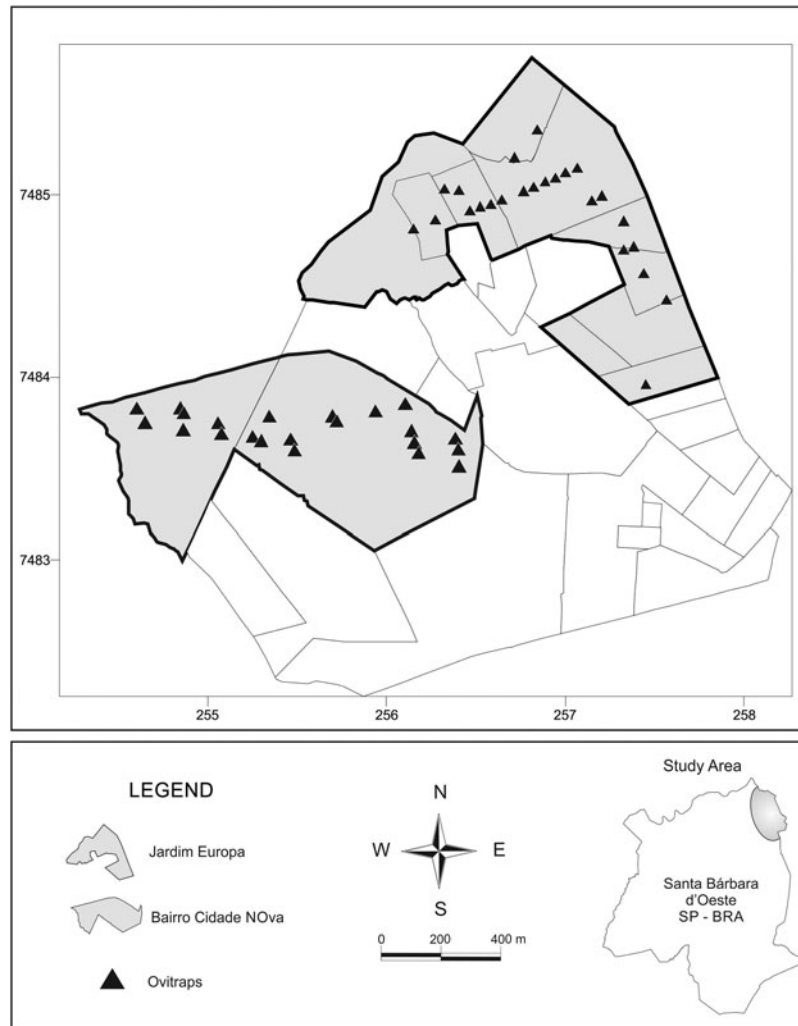 7485
7484
7483
255
256
257
258
LEGEND
Jardim Europa
Bairro Cidade NOva
Ovitraps
N
W
E
S
0
200
400 m
Study Area
Santa Bárbara
d'Oeste
SP - BRA